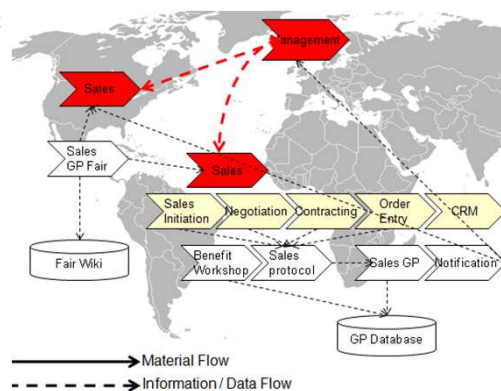 Management
Sales
Sales
GP Fair
Sales
Sales
Initiation
Negotiation
Contracting
Order
Entry
CRM
Fair Wiki
Benefit
Workshop
Sales
protocol
Sales GP
Notification
GP Database
Material Flow
Information / Data Flow